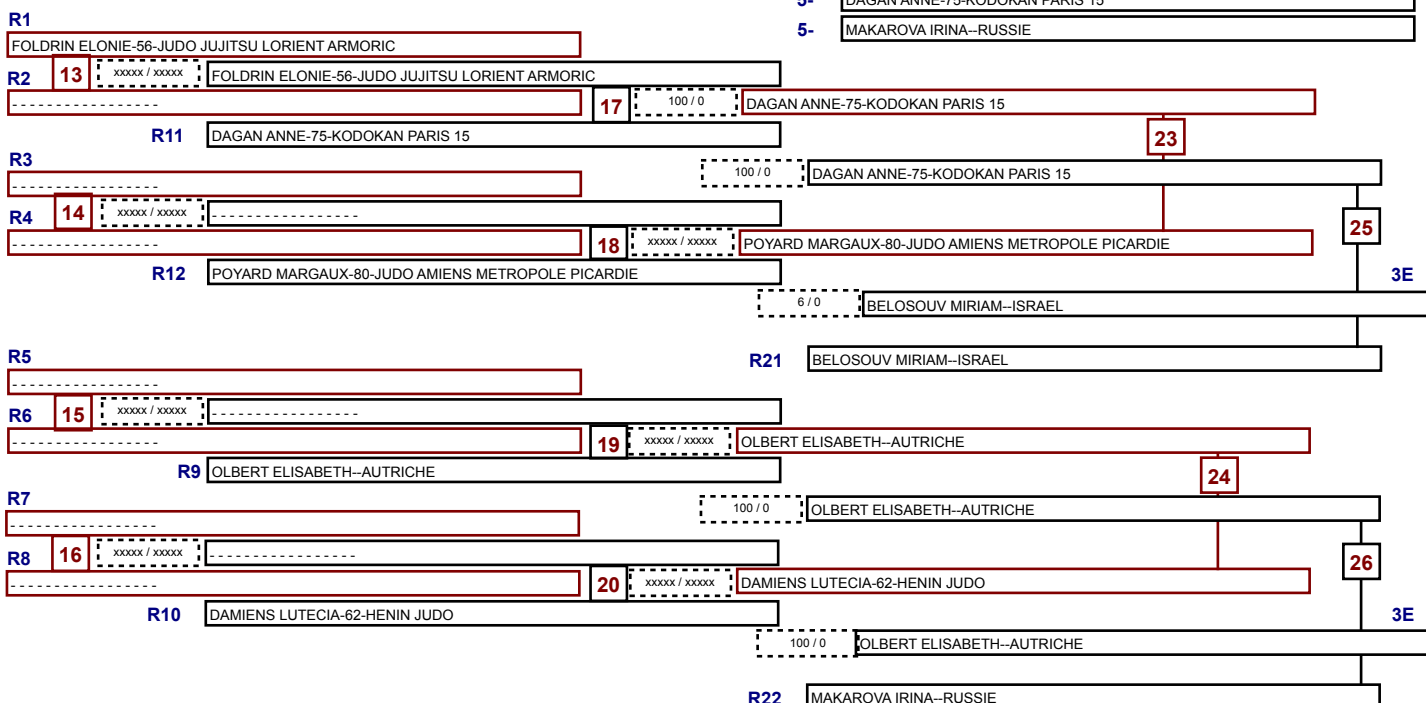 5- DAGAN ANNE-75-KODOKAN PARIS 15
R1
5- MAKAROVA IRINA--RUSSIE
FOLDRIN ELONIE-56-JUDO JUJITSU LORIENT ARMORIC
R2 13 xxxxx / xxxxx FOLDRIN ELONIE-56-JUDO JUJITSU LORIENT ARMORIC
- - - - - - - - - - - - - - - - - 17 100 / 0 DAGAN ANNE-75-KODOKAN PARIS 15
R11 DAGAN ANNE-75-KODOKAN PARIS 15 23
R3
100 / 0 DAGAN ANNE-75-KODOKAN PARIS 15
- - - - - - - - - - - - - - - - -
R4 14 xxxxx / xxxxx - - - - - - - - - - - - - - - - - 25
- - - - - - - - - - - - - - - - - 18 xxxxx / xxxxx POYARD MARGAUX-80-JUDO AMIENS METROPOLE PICARDIE
R12 POYARD MARGAUX-80-JUDO AMIENS METROPOLE PICARDIE 3E
6 / 0 BELOSOUV MIRIAM--ISRAEL
R5
R21 BELOSOUV MIRIAM--ISRAEL
- - - - - - - - - - - - - - - - -
R6 15 xxxxx / xxxxx - - - - - - - - - - - - - - - - -
- - - - - - - - - - - - - - - - - 19 xxxxx / xxxxx OLBERT ELISABETH--AUTRICHE
R9 OLBERT ELISABETH--AUTRICHE 24
R7
100 / 0 OLBERT ELISABETH--AUTRICHE
- - - - - - - - - - - - - - - - -
R8 16 xxxxx / xxxxx - - - - - - - - - - - - - - - - - 26
- - - - - - - - - - - - - - - - - 20 xxxxx / xxxxx DAMIENS LUTECIA-62-HENIN JUDO
R10 DAMIENS LUTECIA-62-HENIN JUDO 3E
100 / 0 OLBERT ELISABETH--AUTRICHE
R22 MAKAROVA IRINA--RUSSIE